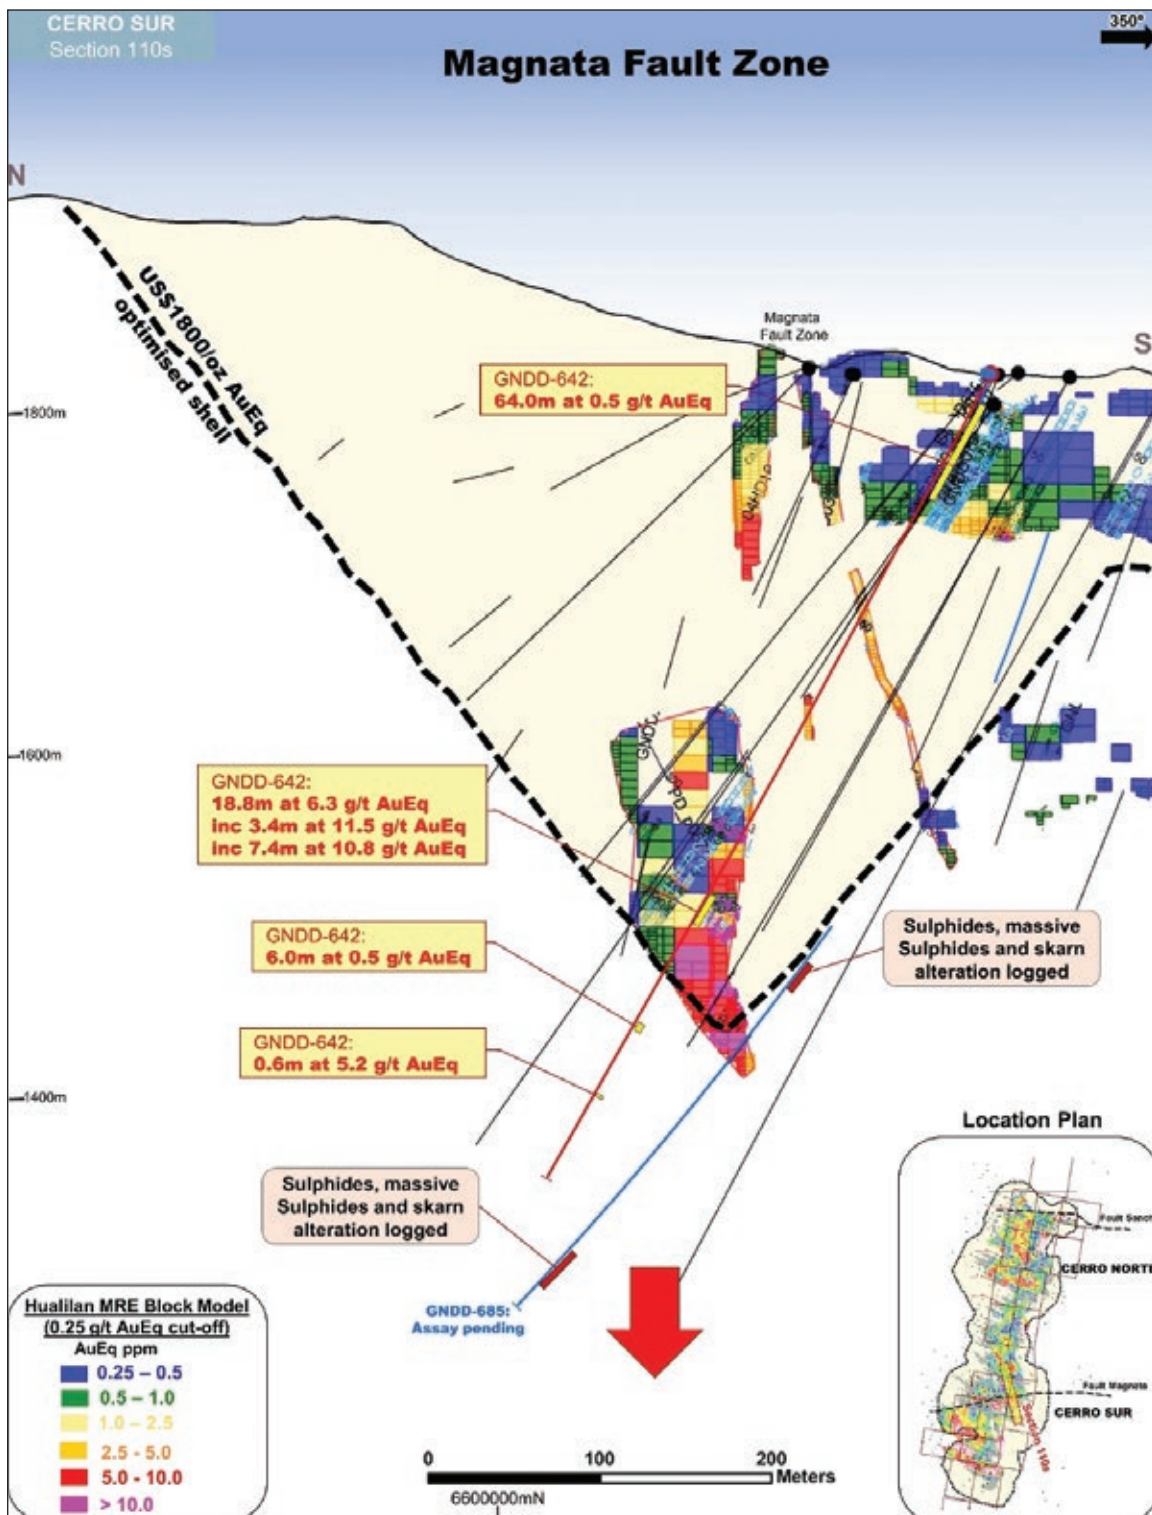 CERRO SUR
Section 110s
350°
Magnata Fault Zone
N
S
US$1800/oz AuEq
optimised shell
Magnata
Fault Zone
GNDD-642:
64.0m at 0.5 g/t AuEq
1800m
1600m
GNDD-642:
18.8m at 6.3 g/t AuEq
inc 3.4m at 11.5 g/t AuEq
inc 7.4m at 10.8 g/t AuEq
GNDD-642:
6.0m at 0.5 g/t AuEq
Sulphides, massive
Sulphides and skarn
alteration logged
GNDD-642:
0.6m at 5.2 g/t AuEq
1400m
Sulphides, massive
Sulphides and skarn
alteration logged
GNDD-685:
Assay pending
Location Plan
Fault Sanch
CERRO NORTE
Fault Magnata
CERRO SUR
Section 110s
Hualilan MRE Block Model
(0.25 g/t AuEq cut-off)
AuEq ppm
0.25 – 0.5
0.5 – 1.0
1.0 – 2.5
2.5 - 5.0
5.0 - 10.0
> 10.0
0 100 200
Meters
6600000mN